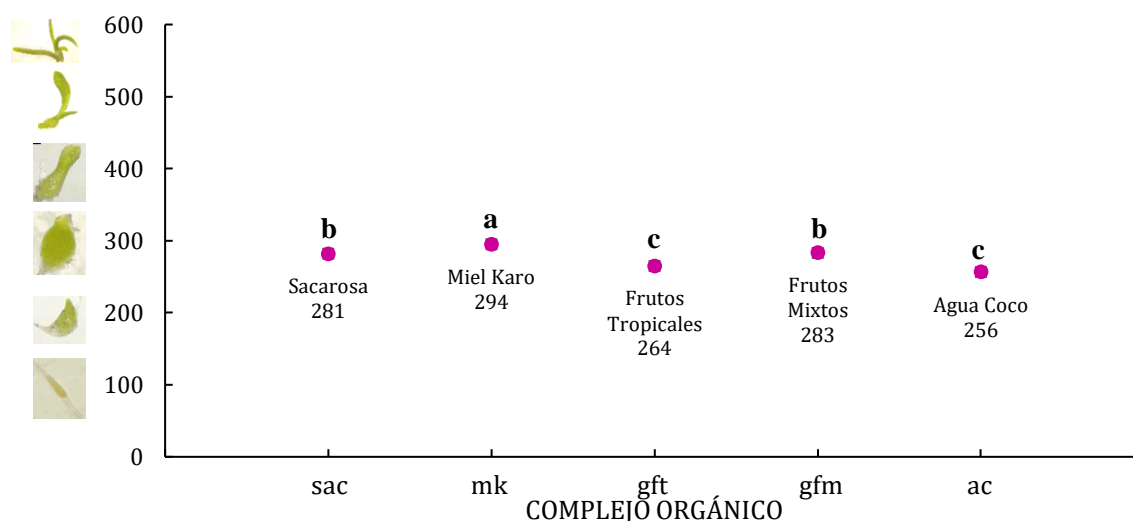 600
500
400
300
200
100
0
b
Sacarosa
281
a
Miel Karo
294
c
Frutos
Tropicales
264
b
Frutos
Mixtos
283
c
Agua Coco
256
sac
mk
gft
gfm
ac
COMPLEJO ORGÁNICO